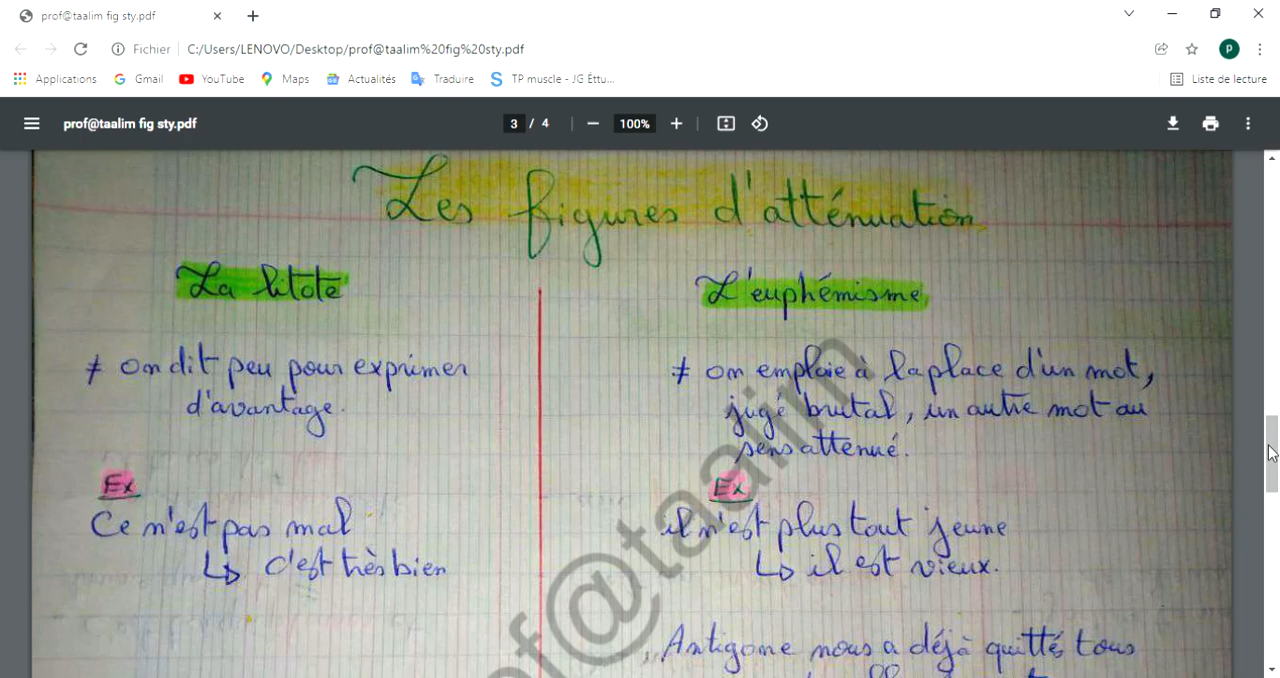 prof@taalim fig sty.pdf
Fichier C:/Users/LENOVO/Desktop/prof@taalim%20fig%20sty.pdf
P
Applications Gmail YouTube Maps Actualités Traduire TP muscle - JG Éttu... Liste de lecture
prof@taalim fig sty.pdf 3 / 4 100%
Les figures d'atténuation
La litote
L'euphémisme
≠ on dit peu pour exprimer
d'avantage.
≠ on emploie à la place d'un mot,
jugé brutal, un autre mot au
sens attenué.
Ex
Ce n'est pas mal
↳ c'est très bien
Ex
il n'est plus tout jeune
↳ il est vieux.
Antigone nous a déjà quittés tous
of@taalim